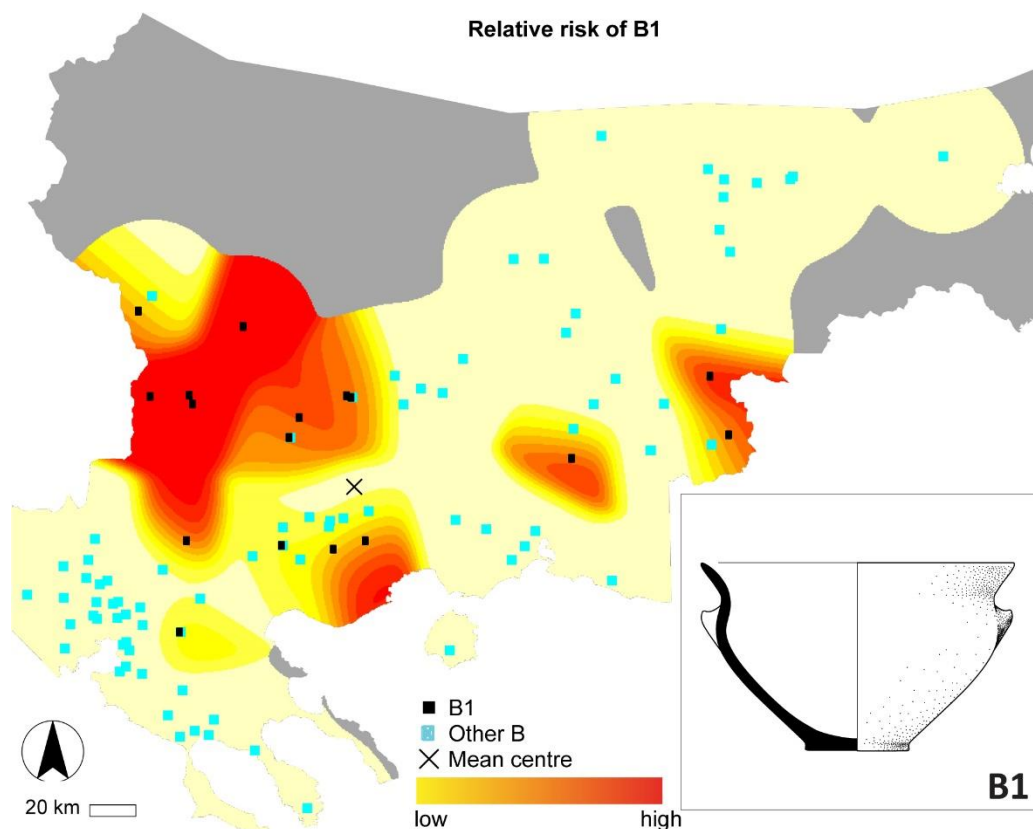 Relative risk of B1
B1
Other B
Mean centre
20 km
low high
B1